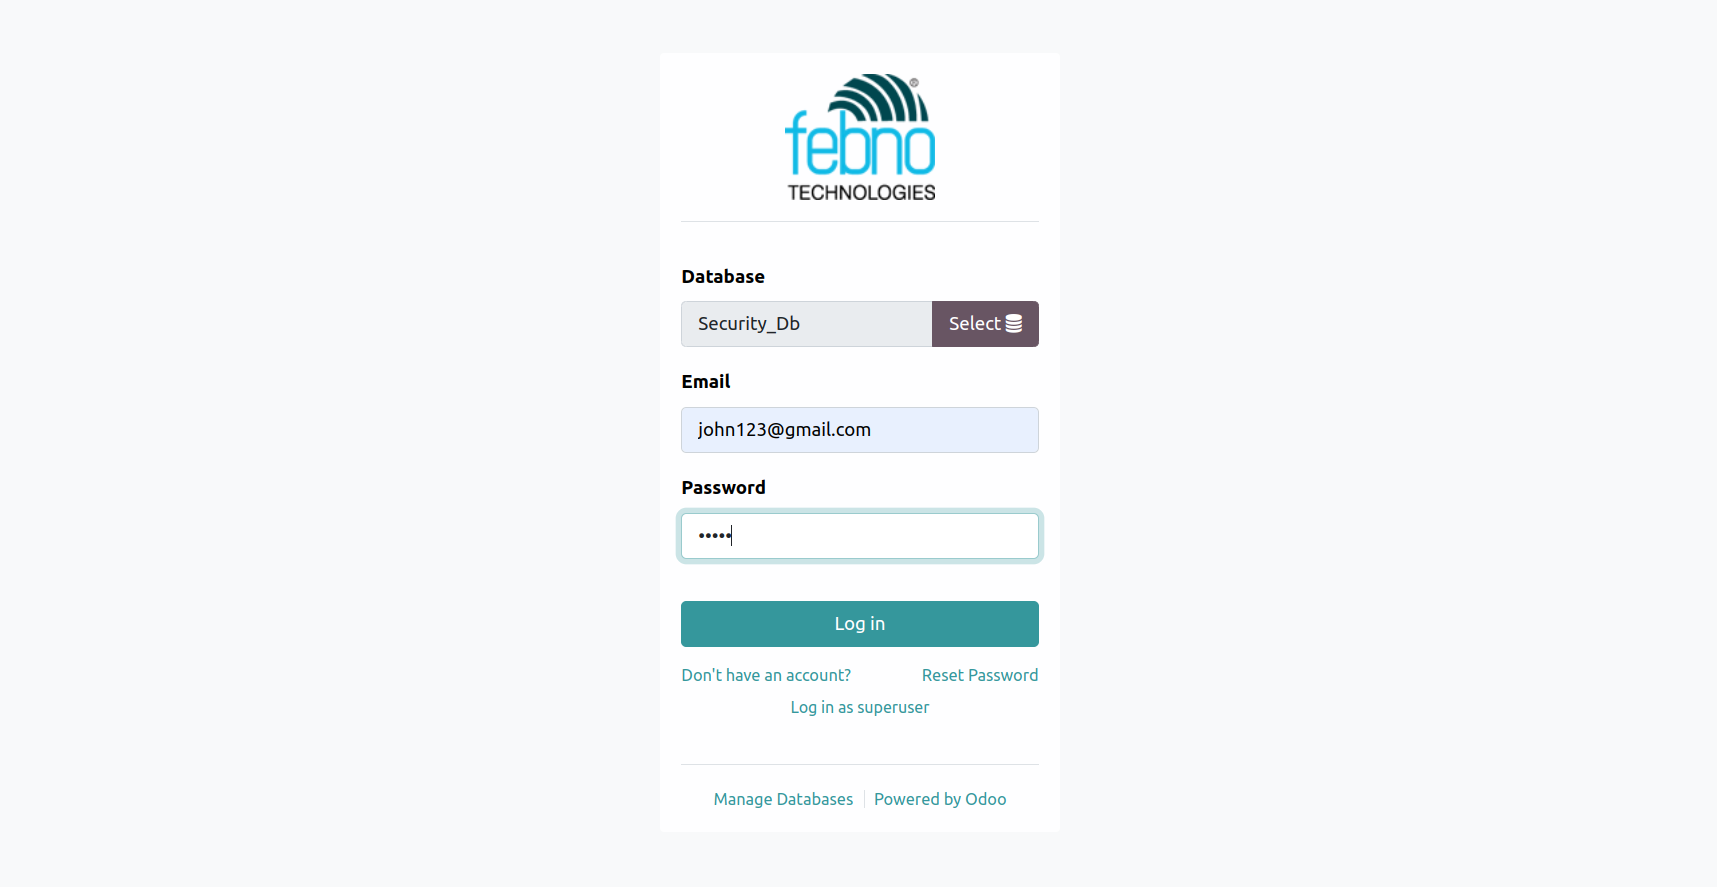 febno
®
TECHNOLOGIES
Database
Security_Db
Select
Email
john123@gmail.com
Password
•••••
Log in
Don't have an account?
Reset Password
Log in as superuser
Manage Databases
Powered by Odoo